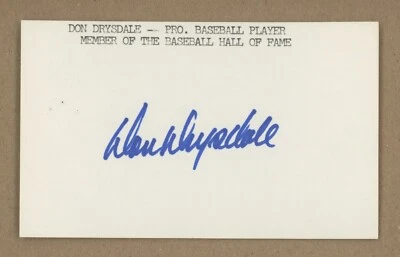 DON DRYSDALE -- PRO. BASEBALL PLAYER
MEMBER OF THE BASEBALL HALL OF FAME
Don Drysdale